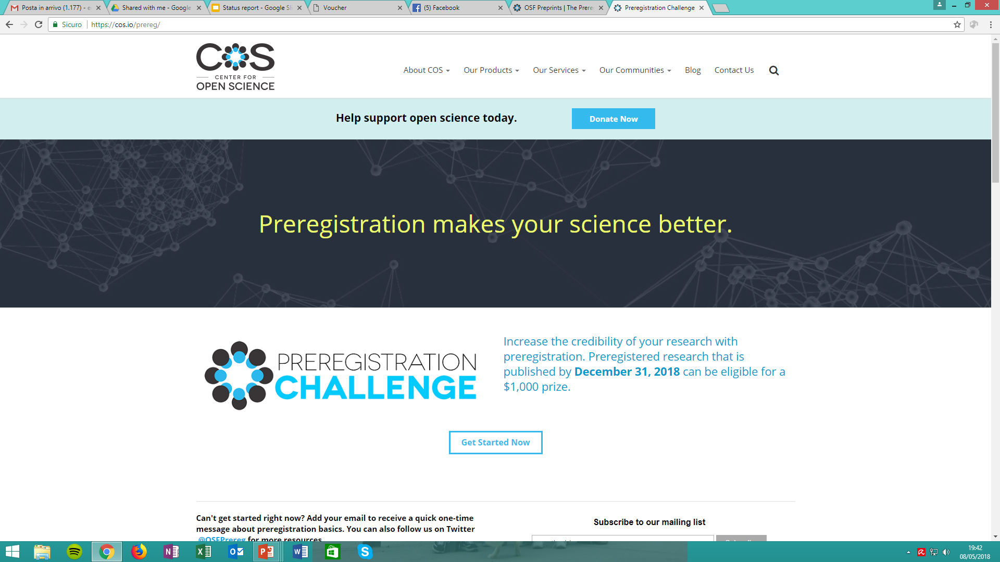 Posta in arrivo (1.177) - e
Shared with me - Google
Status report - Google Sli
Voucher
(5) Facebook
OSF Preprints | The Prere
Preregistration Challenge
Sicuro
https://cos.io/prereg/
COS
CENTER FOR
OPEN SCIENCE
About COS
Our Products
Our Services
Our Communities
Blog
Contact Us
Help support open science today.
Donate Now
Preregistration makes your science better.
PREREGISTRATION
CHALLENGE
Increase the credibility of your research with
preregistration. Preregistered research that is
published by December 31, 2018 can be eligible for a
$1,000 prize.
Get Started Now
Can't get started right now? Add your email to receive a quick one-time
message about preregistration basics. You can also follow us on Twitter
@OSFPrereg for more resources
Subscribe to our mailing list
19:42
08/05/2018